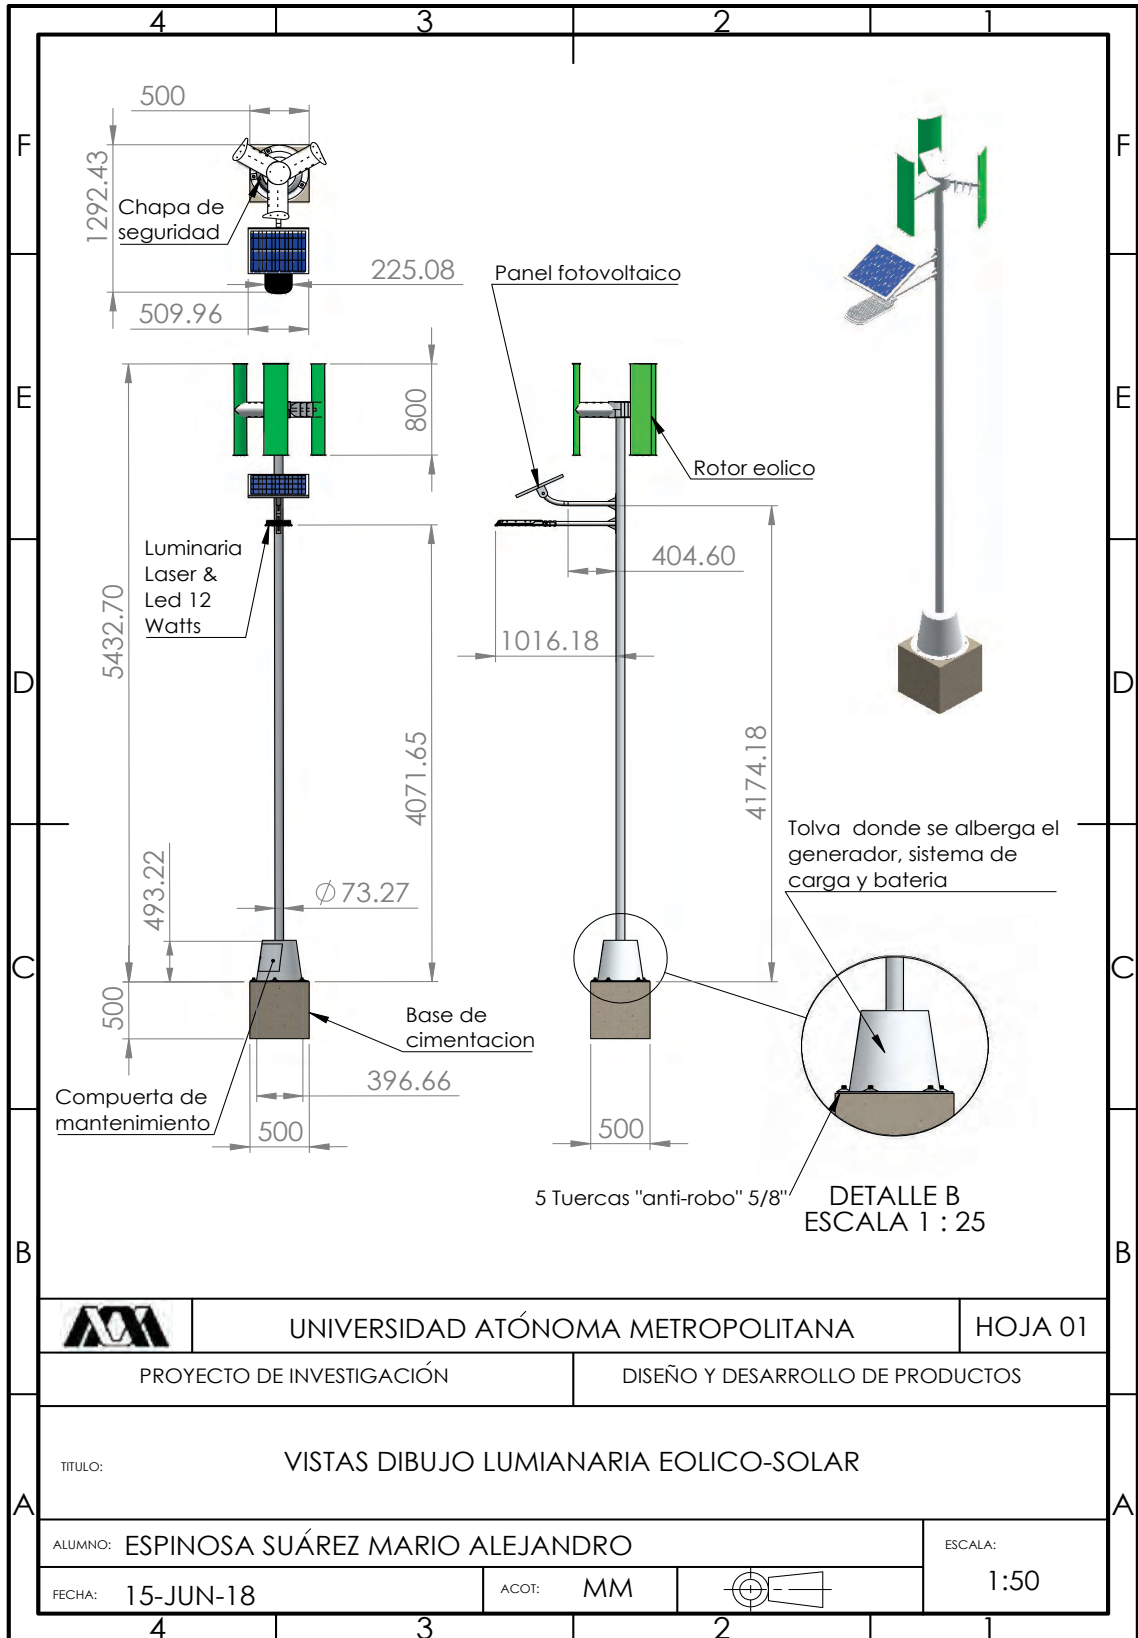 4 3 2 1
F F
E E
D D
C C
B B
A A
500
1292.43
Chapa de
seguridad
225.08
509.96
Panel fotovoltaico
800
Rotor eolico
Luminaria
Laser &
Led 12
Watts
5432.70
404.60
1016.18
4071.65
4174.18
493.22
Ø 73.27
Tolva donde se alberga el
generador, sistema de
carga y bateria
500
Base de
cimentacion
396.66
Compuerta de
mantenimiento
500
500
5 Tuercas "anti-robo" 5/8"
DETALLE B
ESCALA 1 : 25
UNIVERSIDAD ATÓNOMA METROPOLITANA
HOJA 01
PROYECTO DE INVESTIGACIÓN
DISEÑO Y DESARROLLO DE PRODUCTOS
TITULO: VISTAS DIBUJO LUMIANARIA EOLICO-SOLAR
ALUMNO: ESPINOSA SUÁREZ MARIO ALEJANDRO
ESCALA:
1:50
FECHA: 15-JUN-18
ACOT: MM
4 3 2 1